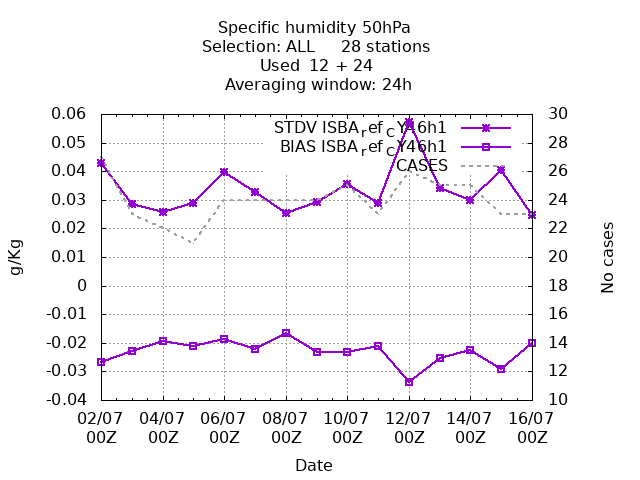 Specific humidity 50hPa
Selection: ALL 28 stations
Used 12 + 24
Averaging window: 24h
0.06
0.05
0.04
0.03
0.02
0.01
0
-0.01
-0.02
-0.03
-0.04
g/Kg
STDV ISBA_ref_CY46h1
BIAS ISBA_ref_CY46h1
CASES
30
28
26
24
22
20
18
16
14
12
10
No cases
02/07 04/07 06/07 08/07 10/07 12/07 14/07 16/07
00Z 00Z 00Z 00Z 00Z 00Z 00Z 00Z
Date